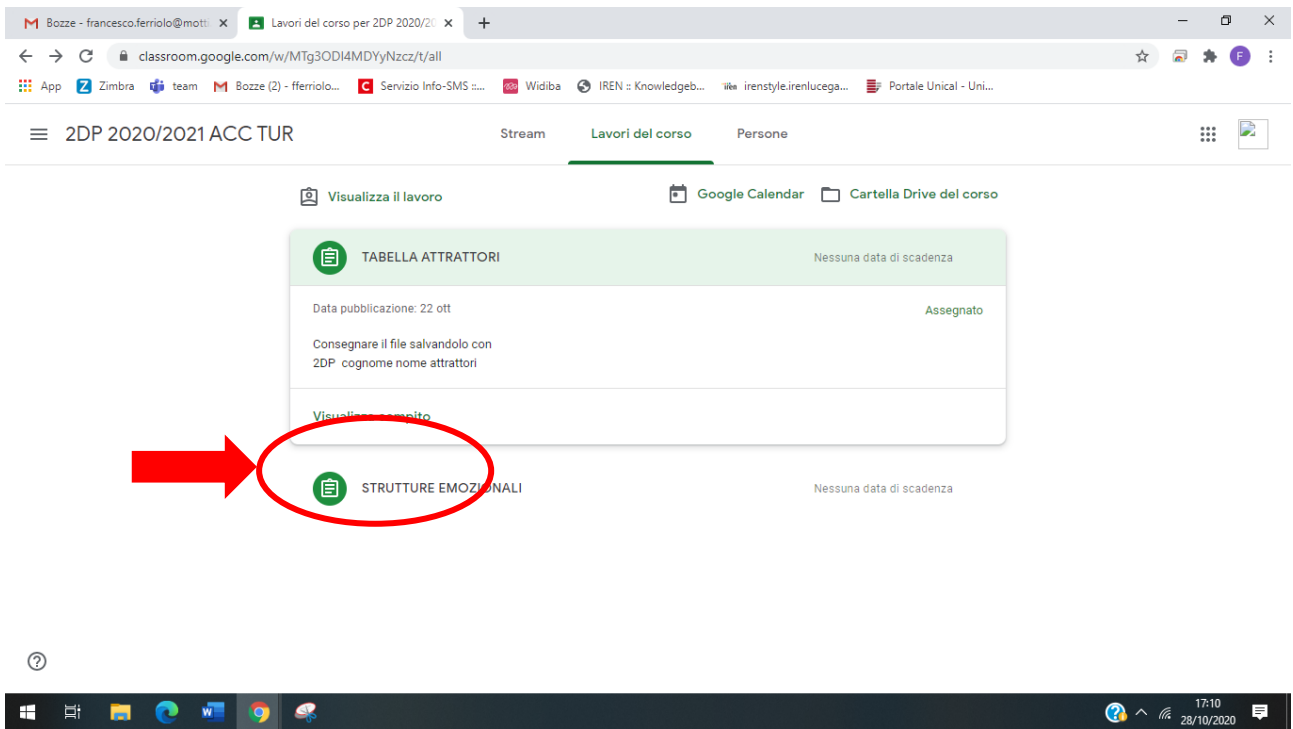 Bozze - francesco.ferriolo@motti
Lavori del corso per 2DP 2020/20
classroom.google.com/w/MTg3ODI4MDYyNzcz/t/all
App Zimbra team Bozze (2) - fferriolo... Servizio Info-SMS ::... Widiba IREN :: Knowledgeb... irenstyle.irenlucega... Portale Unical - Uni...
2DP 2020/2021 ACC TUR Stream Lavori del corso Persone
Visualizza il lavoro Google Calendar Cartella Drive del corso
TABELLA ATTRATTORI Nessuna data di scadenza
Data pubblicazione: 22 ott Assegnato
Consegnare il file salvandolo con
2DP cognome nome attrattori
Visualizza compito
STRUTTURE EMOZIONALI Nessuna data di scadenza
17:10
28/10/2020